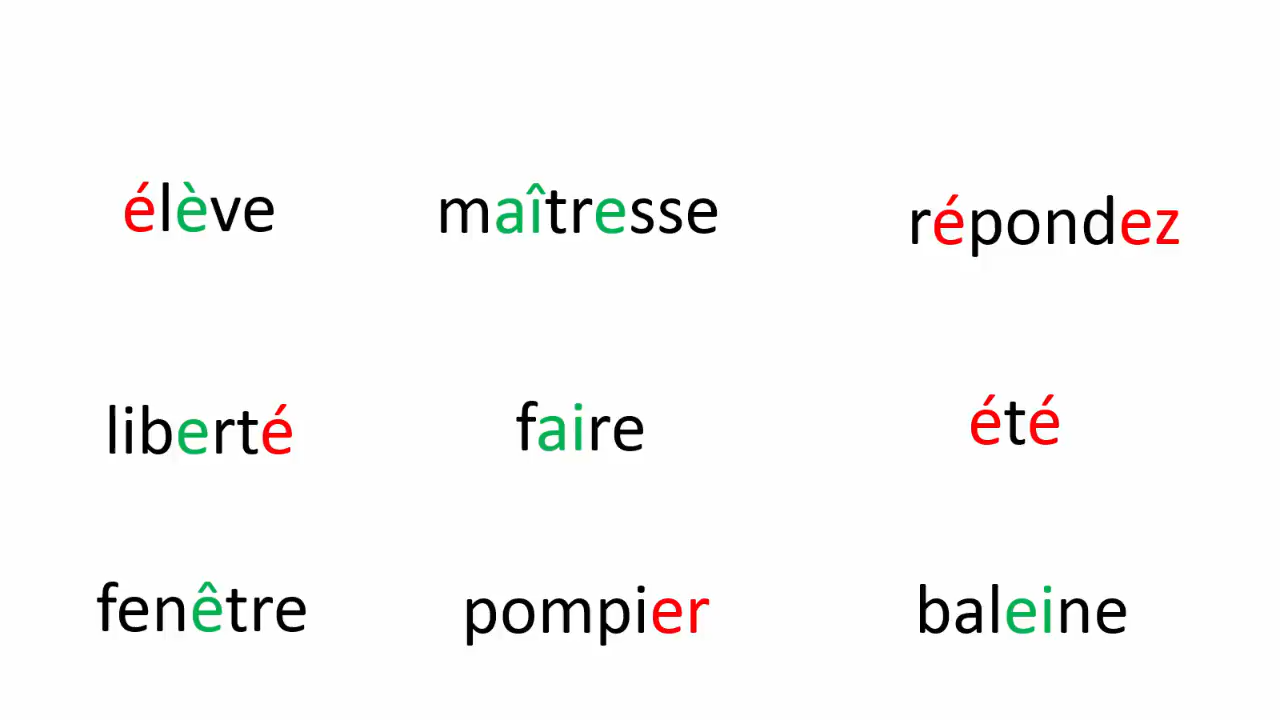 élève maîtresse répondez
liberté faire été
fenêtre pompier baleine